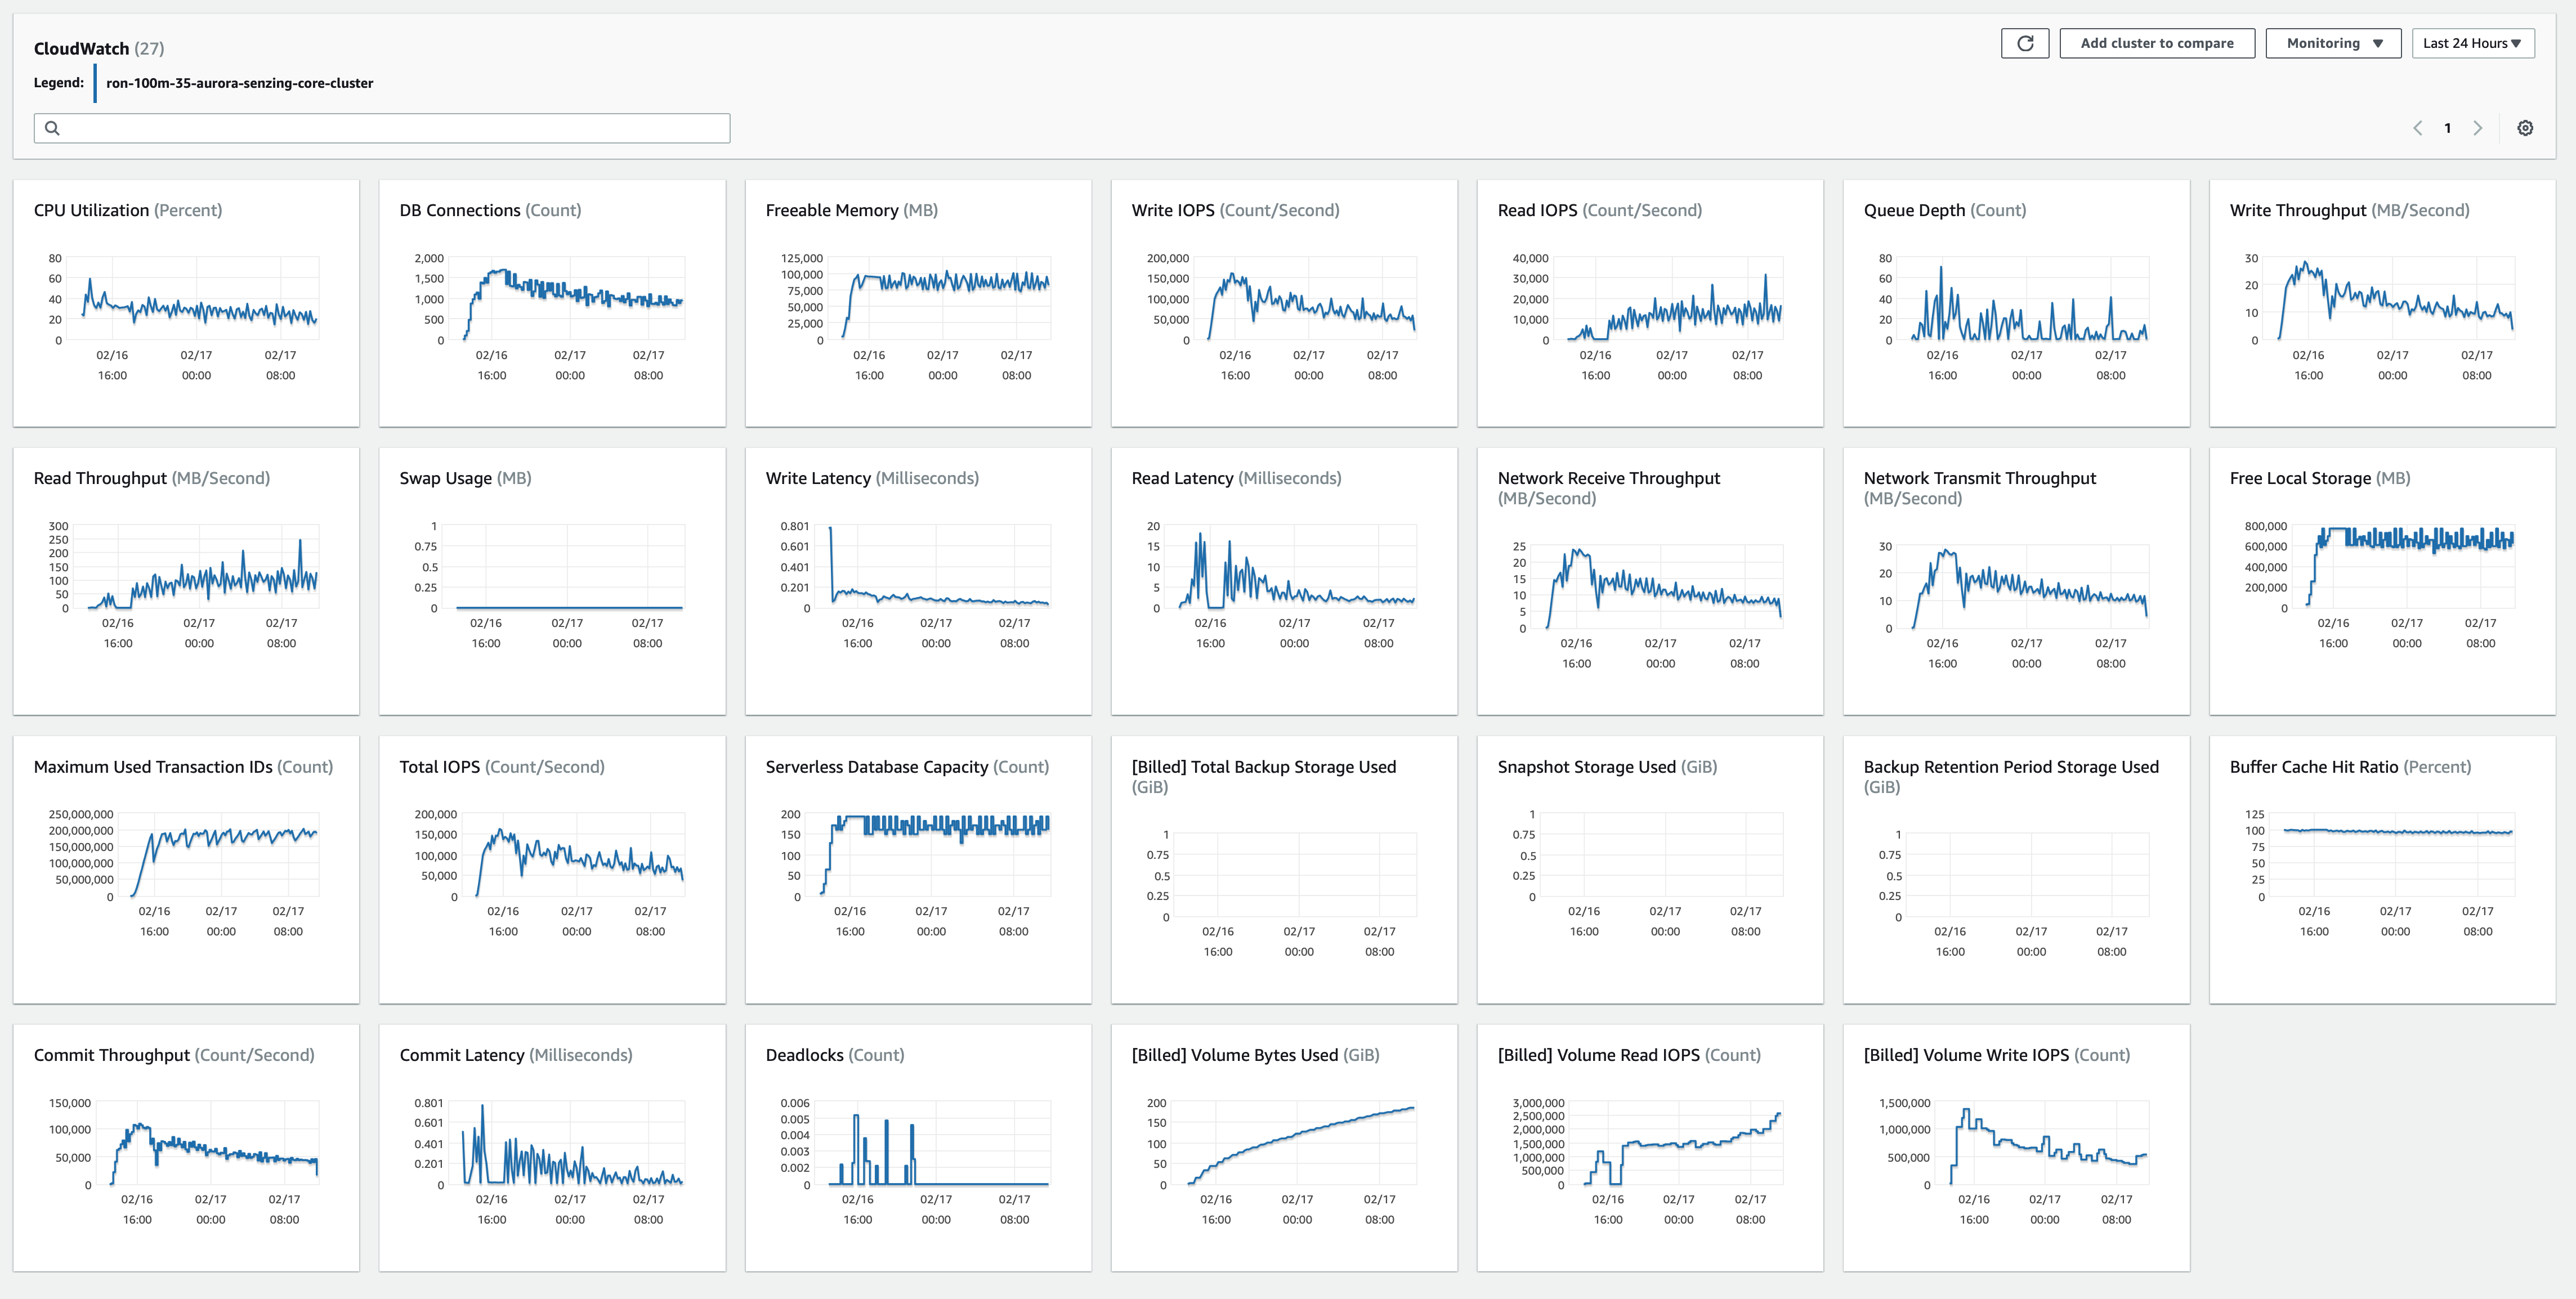 CloudWatch (27)
Add cluster to compare
Monitoring
Last 24 Hours
Legend:
ron-100m-35-aurora-senzing-core-cluster
1
CPU Utilization (Percent)
80
60
40
20
0
02/16 02/17 02/17
16:00 00:00 08:00
DB Connections (Count)
2,000
1,500
1,000
500
0
02/16 02/17 02/17
16:00 00:00 08:00
Freeable Memory (MB)
125,000
100,000
75,000
50,000
25,000
0
02/16 02/17 02/17
16:00 00:00 08:00
Write IOPS (Count/Second)
200,000
150,000
100,000
50,000
0
02/16 02/17 02/17
16:00 00:00 08:00
Read IOPS (Count/Second)
40,000
30,000
20,000
10,000
0
02/16 02/17 02/17
16:00 00:00 08:00
Queue Depth (Count)
80
60
40
20
0
02/16 02/17 02/17
16:00 00:00 08:00
Write Throughput (MB/Second)
30
20
10
0
02/16 02/17 02/17
16:00 00:00 08:00
Read Throughput (MB/Second)
300
250
200
150
100
50
0
02/16 02/17 02/17
16:00 00:00 08:00
Swap Usage (MB)
1
0.75
0.5
0.25
0
02/16 02/17 02/17
16:00 00:00 08:00
Write Latency (Milliseconds)
0.801
0.601
0.401
0.201
0
02/16 02/17 02/17
16:00 00:00 08:00
Read Latency (Milliseconds)
20
15
10
5
0
02/16 02/17 02/17
16:00 00:00 08:00
Network Receive Throughput
(MB/Second)
25
20
15
10
5
0
02/16 02/17 02/17
16:00 00:00 08:00
Network Transmit Throughput
(MB/Second)
30
20
10
0
02/16 02/17 02/17
16:00 00:00 08:00
Free Local Storage (MB)
800,000
600,000
400,000
200,000
0
02/16 02/17 02/17
16:00 00:00 08:00
Maximum Used Transaction IDs (Count)
250,000,000
200,000,000
150,000,000
100,000,000
50,000,000
0
02/16 02/17 02/17
16:00 00:00 08:00
Total IOPS (Count/Second)
200,000
150,000
100,000
50,000
0
02/16 02/17 02/17
16:00 00:00 08:00
Serverless Database Capacity (Count)
200
150
100
50
0
02/16 02/17 02/17
16:00 00:00 08:00
[Billed] Total Backup Storage Used
(GiB)
1
0.75
0.5
0.25
0
02/16 02/17 02/17
16:00 00:00 08:00
Snapshot Storage Used (GiB)
1
0.75
0.5
0.25
0
02/16 02/17 02/17
16:00 00:00 08:00
Backup Retention Period Storage Used
(GiB)
1
0.75
0.5
0.25
0
02/16 02/17 02/17
16:00 00:00 08:00
Buffer Cache Hit Ratio (Percent)
125
100
75
50
25
0
02/16 02/17 02/17
16:00 00:00 08:00
Commit Throughput (Count/Second)
150,000
100,000
50,000
0
02/16 02/17 02/17
16:00 00:00 08:00
Commit Latency (Milliseconds)
0.801
0.601
0.401
0.201
0
02/16 02/17 02/17
16:00 00:00 08:00
Deadlocks (Count)
0.006
0.005
0.004
0.003
0.002
0
02/16 02/17 02/17
16:00 00:00 08:00
[Billed] Volume Bytes Used (GiB)
200
150
100
50
0
02/16 02/17 02/17
16:00 00:00 08:00
[Billed] Volume Read IOPS (Count)
3,000,000
2,500,000
2,000,000
1,500,000
1,000,000
500,000
0
02/16 02/17 02/17
16:00 00:00 08:00
[Billed] Volume Write IOPS (Count)
1,500,000
1,000,000
500,000
0
02/16 02/17 02/17
16:00 00:00 08:00